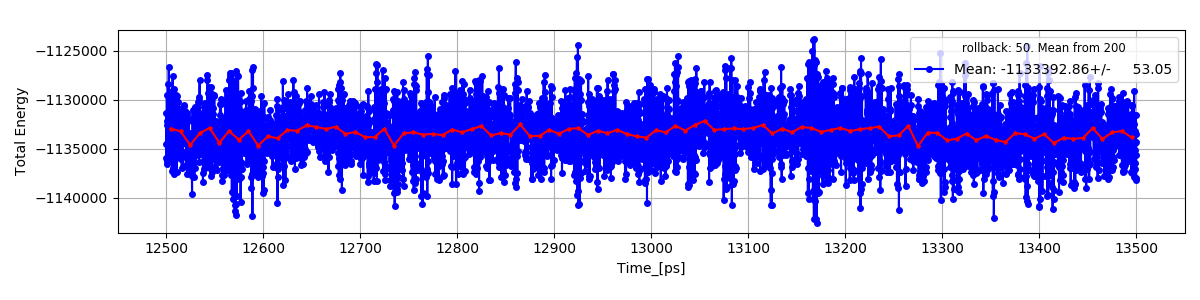 rollback: 50. Mean from 200
Mean: -1133392.86+/- 53.05
Total Energy
−1125000
−1130000
−1135000
−1140000
12500 12600 12700 12800 12900 13000 13100 13200 13300 13400 13500
Time_[ps]